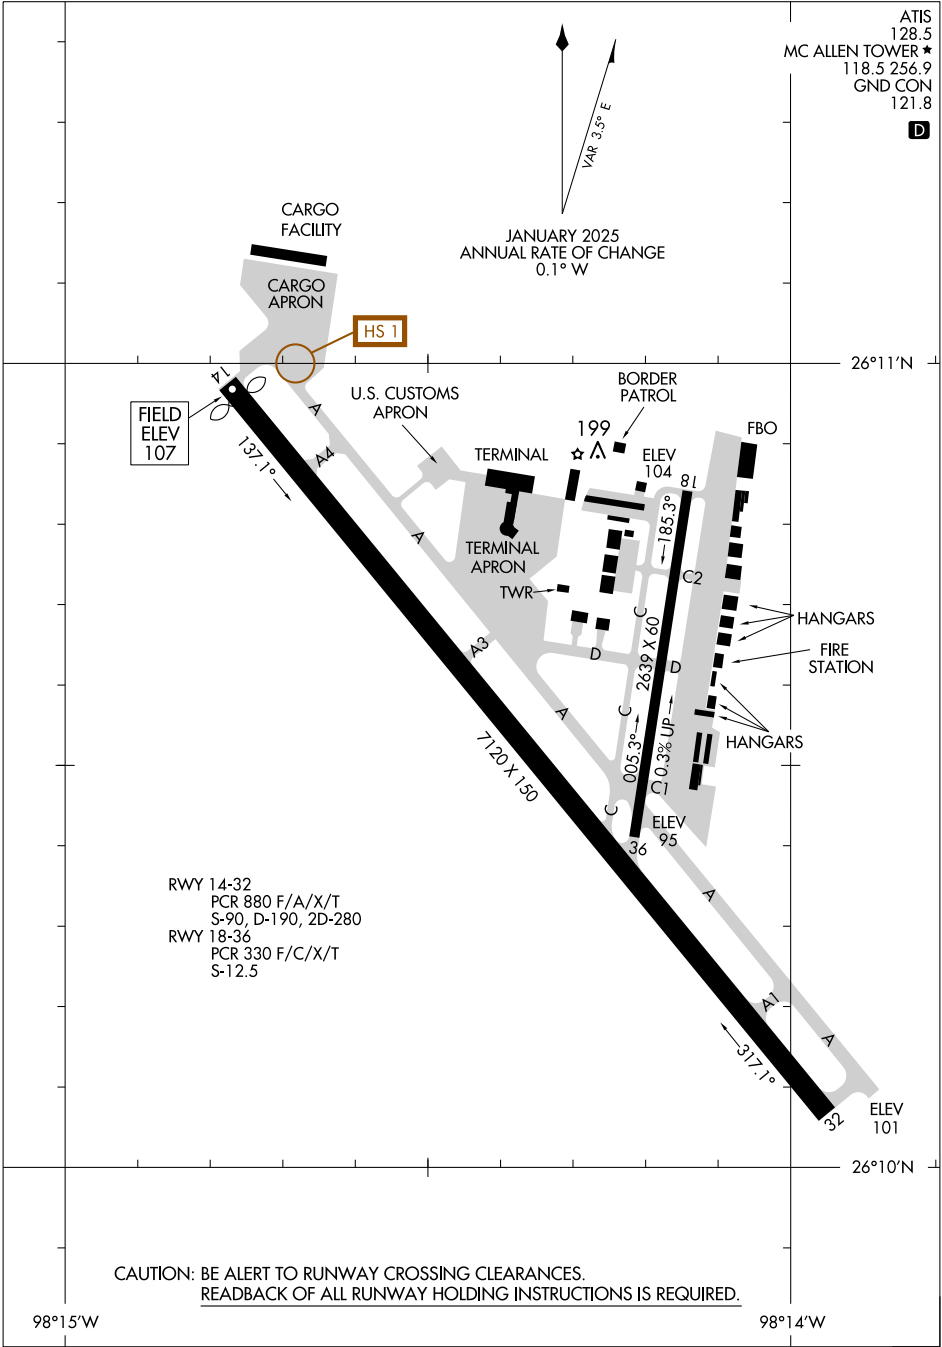 ATIS
128.5
MC ALLEN TOWER ★
118.5 256.9
GND CON
121.8
D
VAR 3.5° E
JANUARY 2025
ANNUAL RATE OF CHANGE
0.1° W
CARGO
FACILITY
CARGO
APRON
HS 1
26°11'N
14
FIELD
ELEV
107
137.1°
A
A4
U.S. CUSTOMS
APRON
TERMINAL
199
BORDER
PATROL
ELEV
104
18
FBO
185.3°
A
TERMINAL
APRON
TWR
C2
C
HANGARS
2639 X 60
FIRE
STATION
A3
D
D
A
C
005.3°
0.3% UP
HANGARS
7120 X 150
C1
C
ELEV
95
36
RWY 14-32
PCR 880 F/A/X/T
S-90, D-190, 2D-280
RWY 18-36
PCR 330 F/C/X/T
S-12.5
A
A1
A
317.1°
32
ELEV
101
26°10'N
CAUTION: BE ALERT TO RUNWAY CROSSING CLEARANCES.
READBACK OF ALL RUNWAY HOLDING INSTRUCTIONS IS REQUIRED.
98°15'W
98°14'W